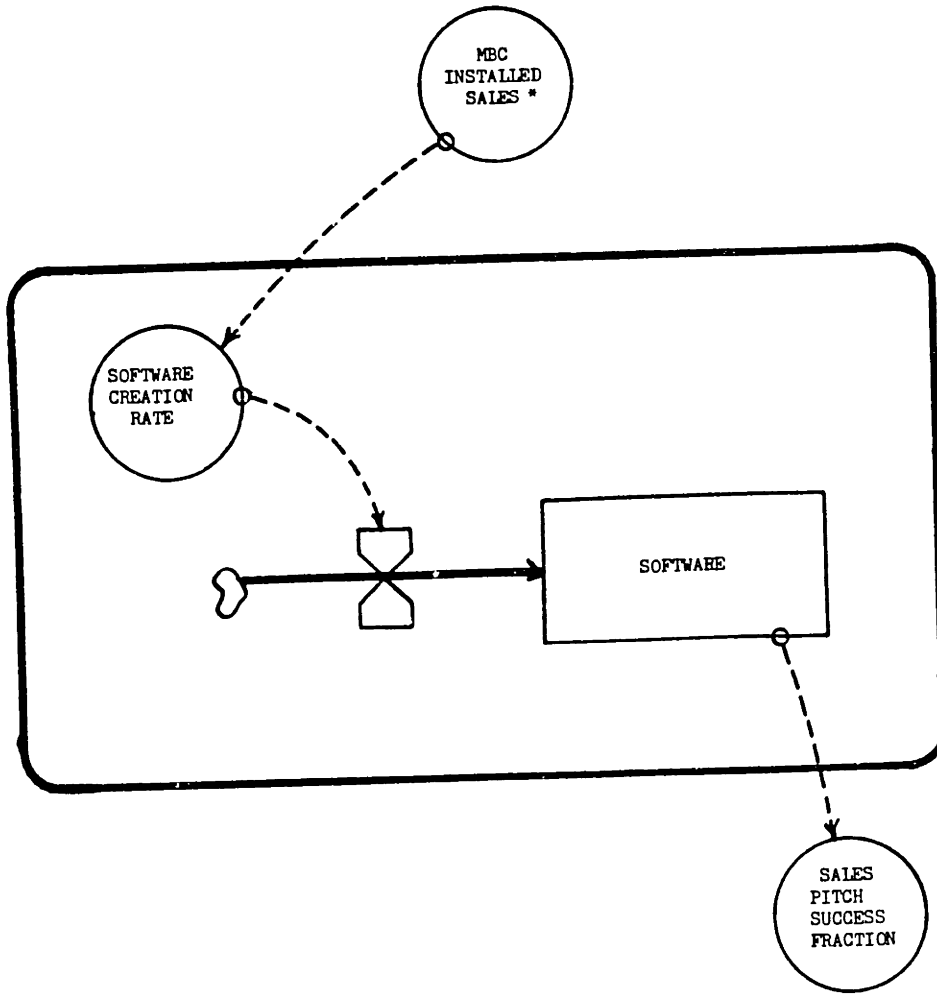 MBC
INSTALLED
SALES *
SOFTWARE
CREATION
RATE
SOFTWARE
SALES
PITCH
SUCCESS
FRACTION